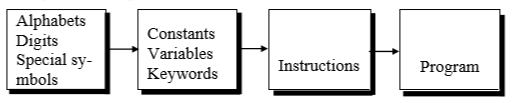 Alphabets
Digits
Special sy-
mbols
Constants
Variables
Keywords
Instructions
Program